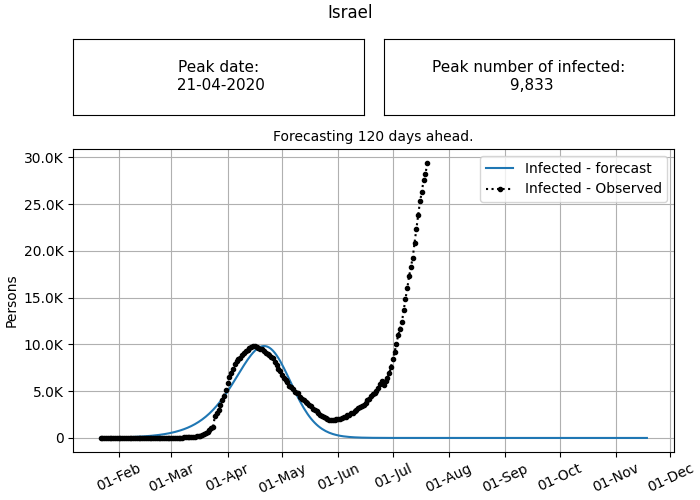 Israel
Peak date:
21-04-2020
Peak number of infected:
9,833
Forecasting 120 days ahead.
Infected - forecast
Infected - Observed
Persons
30.0K
25.0K
20.0K
15.0K
10.0K
5.0K
0
01-Feb
01-Mar
01-Apr
01-May
01-Jun
01-Jul
01-Aug
01-Sep
01-Oct
01-Nov
01-Dec